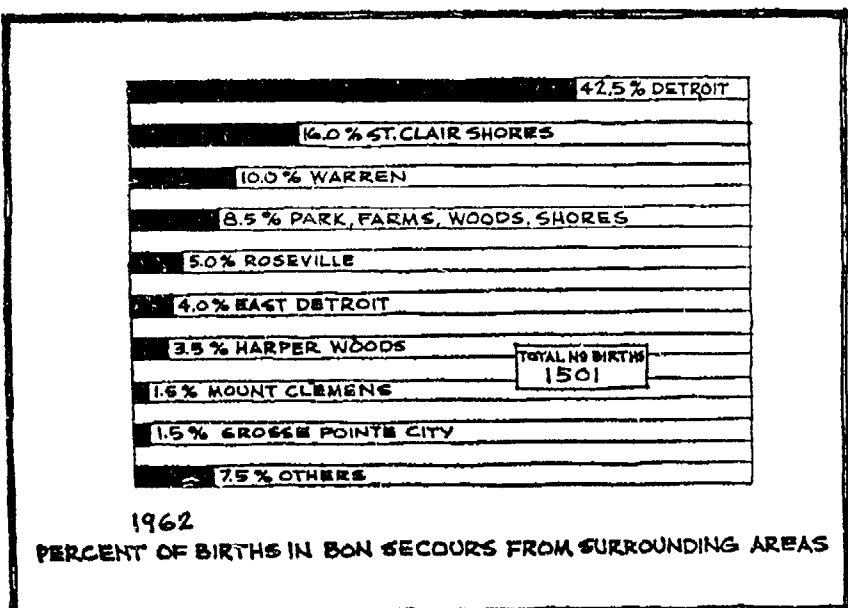 42.5% DETROIT
16.0% ST. CLAIR SHORES
10.0% WARREN
8.5% PARK, FARMS, WOODS, SHORES
5.0% ROSEVILLE
4.0% EAST DETROIT
3.5% HARPER WOODS
TOTAL NO BIRTHS
1501
1.5% MOUNT CLEMENS
1.5% GROSSE POINTE CITY
7.5% OTHERS
1962
PERCENT OF BIRTHS IN BON SECOURS FROM SURROUNDING AREAS